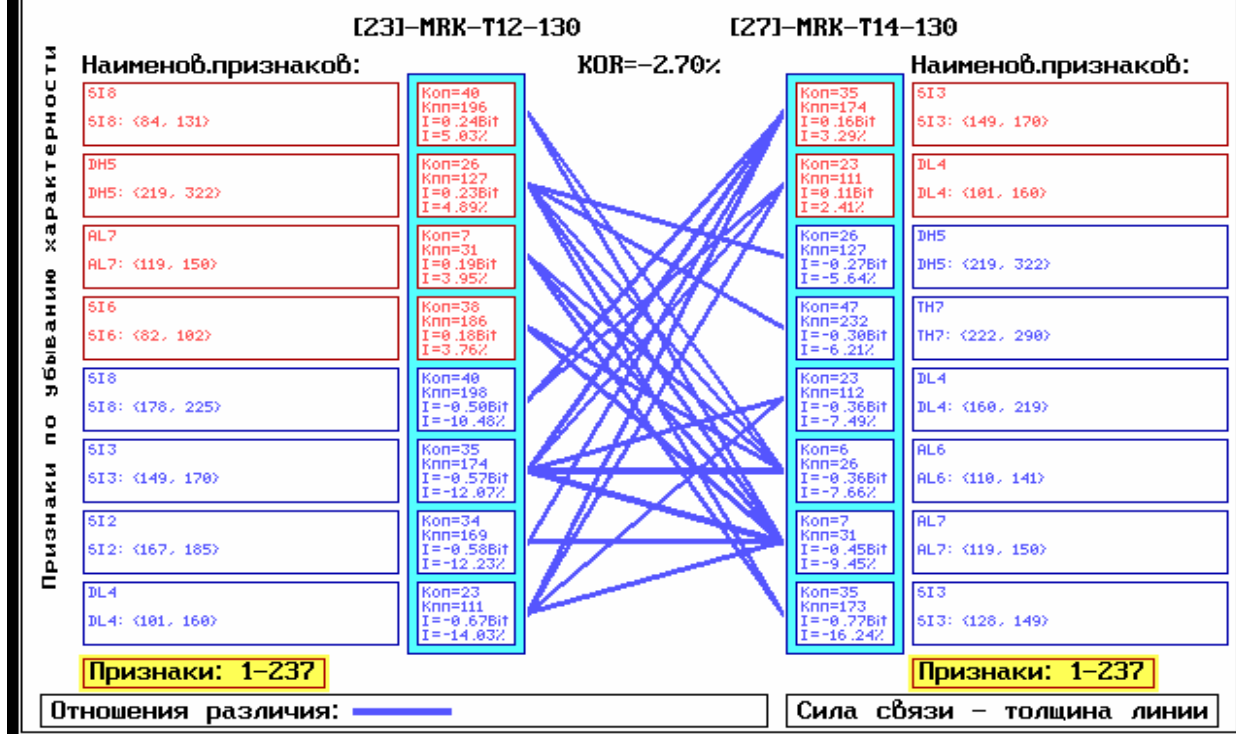 [23]-MRK-T12-130 [27]-MRK-T14-130
Наименов.признаков: KOR=-2.70% Наименов.признаков:
Признаки по убыванию характерности
SI8
SI8: {84, 131}
Коп=40
Кпп=196
I=0.24Bit
I=5.03%
DH5
DH5: {219, 322}
Коп=26
Кпп=127
I=0.23Bit
I=4.89%
AL7
AL7: {119, 150}
Коп=7
Кпп=31
I=0.19Bit
I=3.95%
SI6
SI6: {82, 102}
Коп=38
Кпп=186
I=0.18Bit
I=3.76%
SI8
SI8: {178, 225}
Коп=40
Кпп=198
I=-0.50Bit
I=-10.48%
SI3
SI3: {149, 170}
Коп=35
Кпп=174
I=-0.57Bit
I=-12.07%
SI2
SI2: {167, 185}
Коп=34
Кпп=169
I=-0.58Bit
I=-12.23%
DL4
DL4: {101, 160}
Коп=23
Кпп=111
I=-0.67Bit
I=-14.03%
Коп=35
Кпп=174
I=0.16Bit
I=3.29%
SI3
SI3: {149, 170}
Коп=23
Кпп=111
I=0.11Bit
I=2.41%
DL4
DL4: {101, 160}
Коп=26
Кпп=127
I=-0.27Bit
I=-5.64%
DH5
DH5: {219, 322}
Коп=47
Кпп=232
I=-0.30Bit
I=-6.21%
TH7
TH7: {222, 290}
Коп=23
Кпп=112
I=-0.36Bit
I=-7.49%
DL4
DL4: {160, 219}
Коп=6
Кпп=26
I=-0.36Bit
I=-7.66%
AL6
AL6: {110, 141}
Коп=7
Кпп=31
I=-0.45Bit
I=-9.45%
AL7
AL7: {119, 150}
Коп=35
Кпп=173
I=-0.77Bit
I=-16.24%
SI3
SI3: {128, 149}
Признаки: 1-237 Признаки: 1-237
Отношения различия: Сила связи - толщина линии